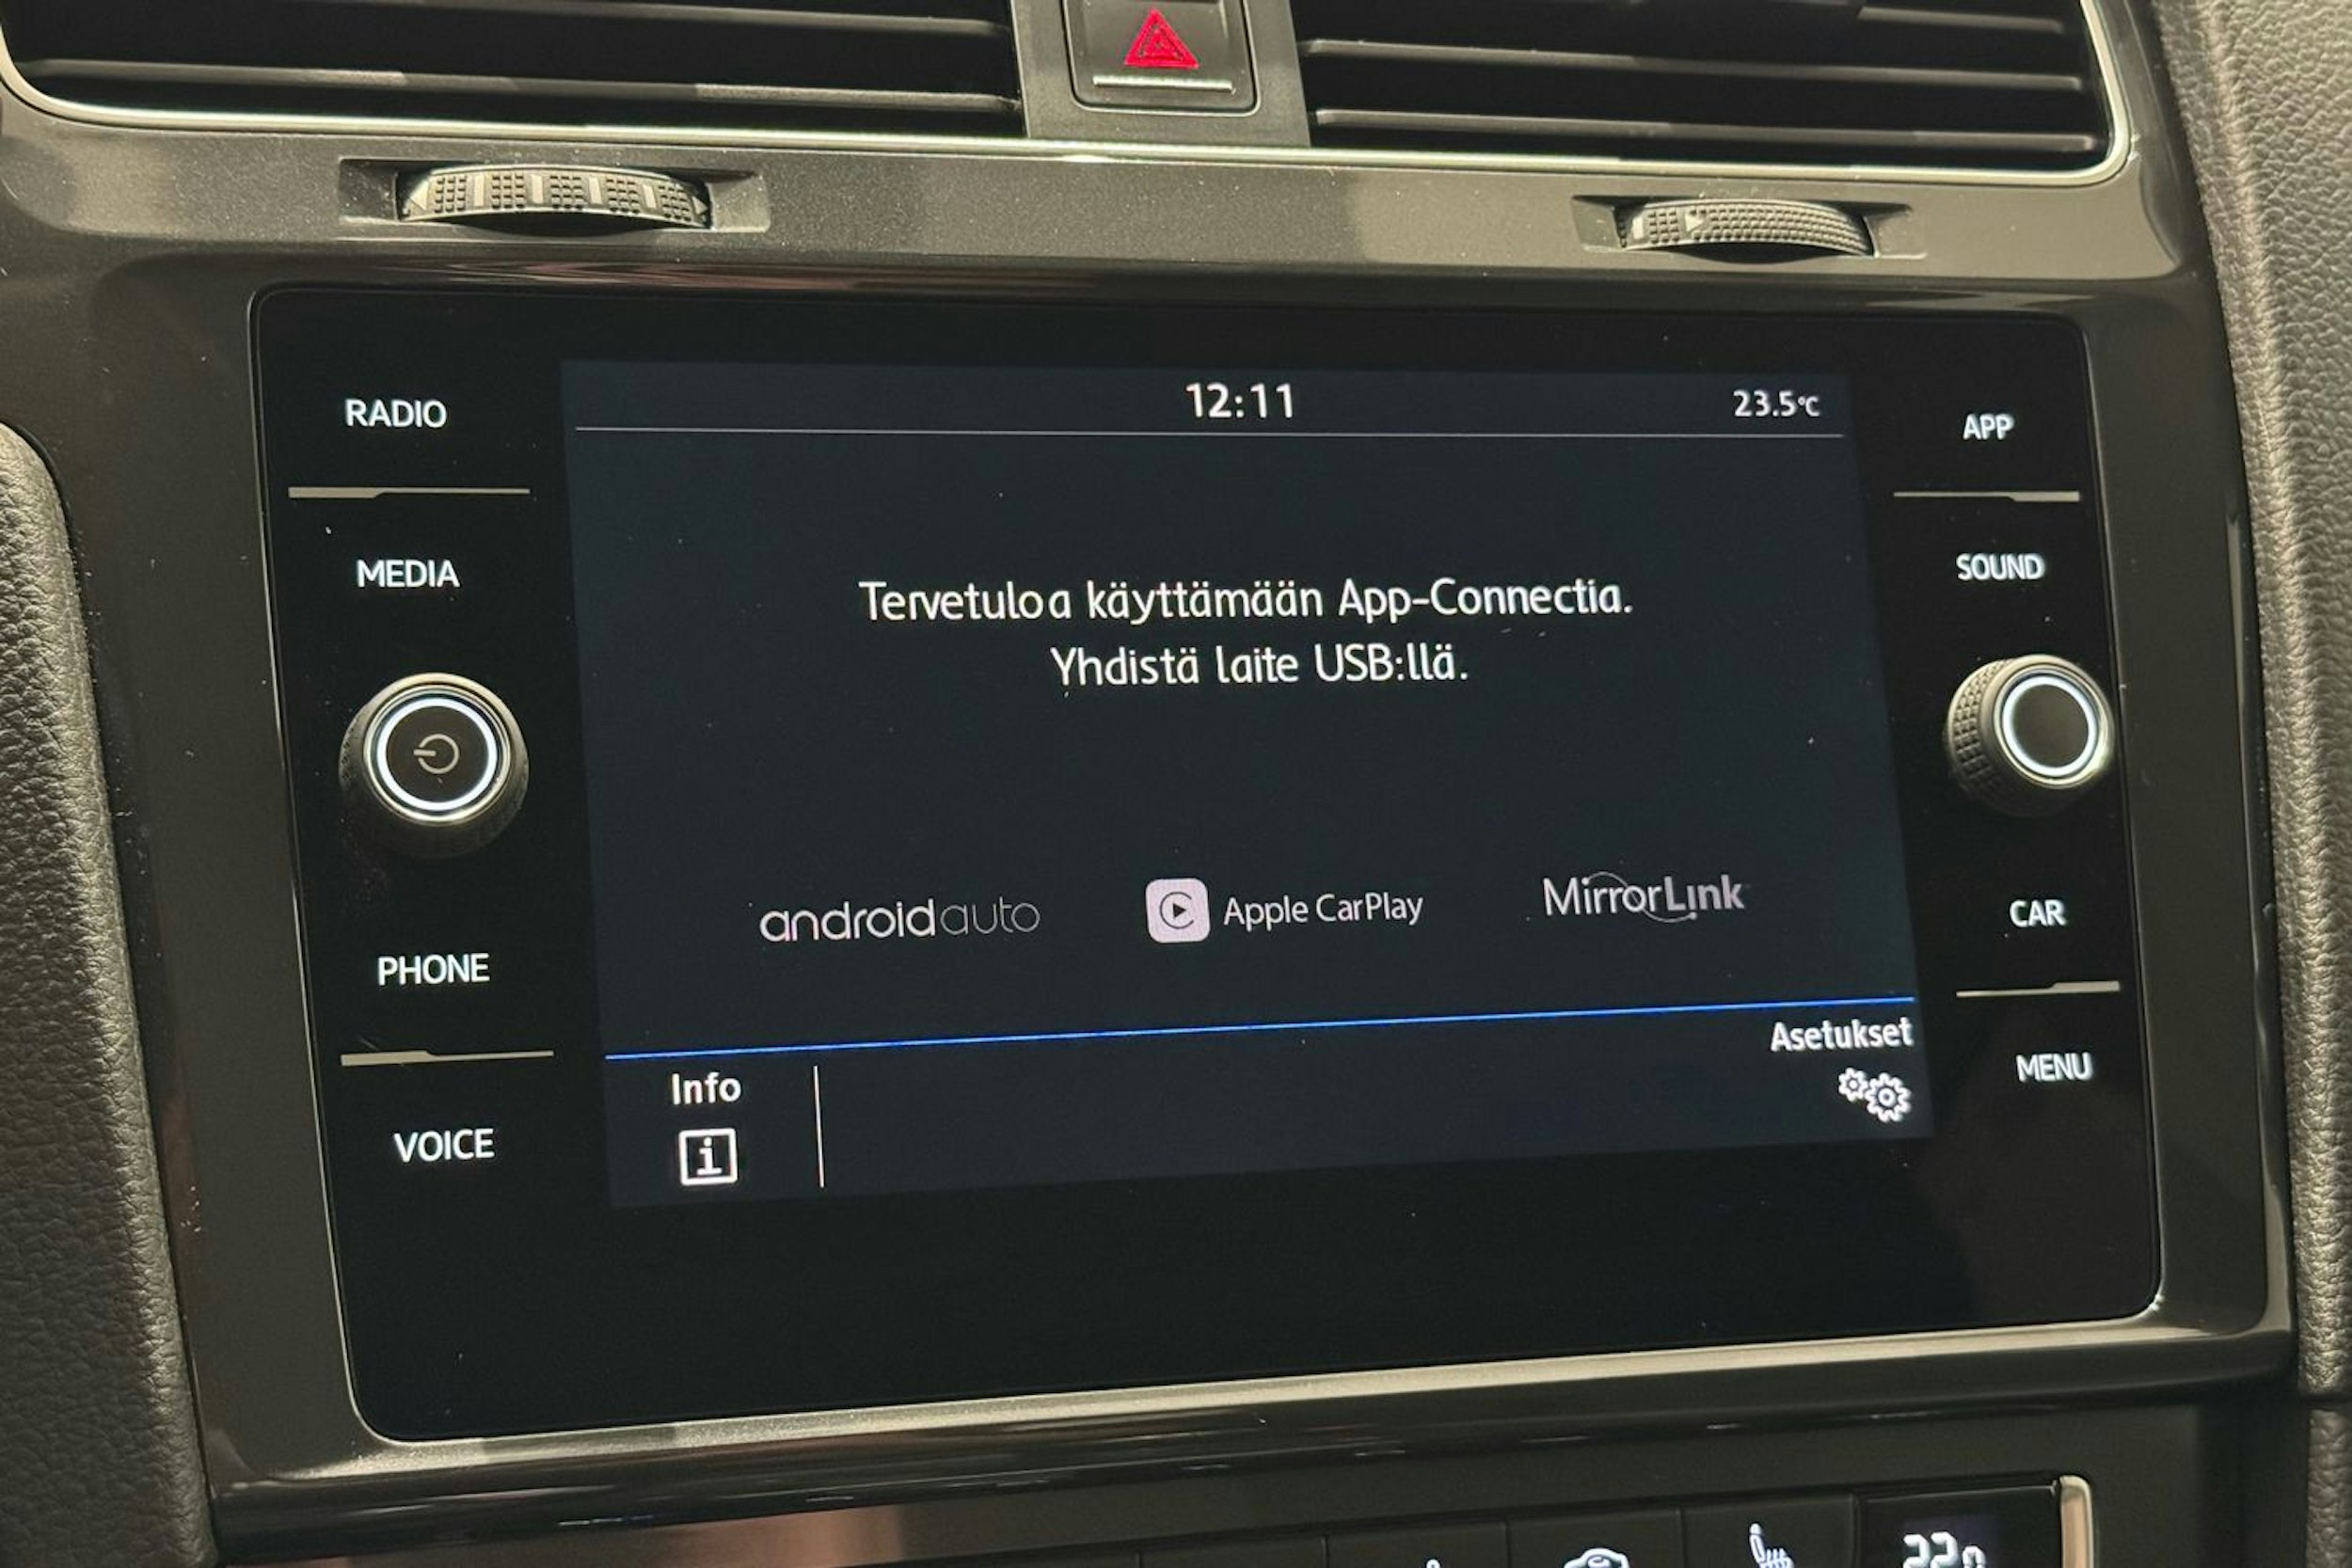 RADIO
MEDIA
PHONE
VOICE
12:11
23.5°C
Tervetuloa käyttämään App-Connectia.
Yhdistä laite USB:llä.
androidauto
Apple CarPlay
MirrorLink
Info
Asetukset
APP
SOUND
CAR
MENU